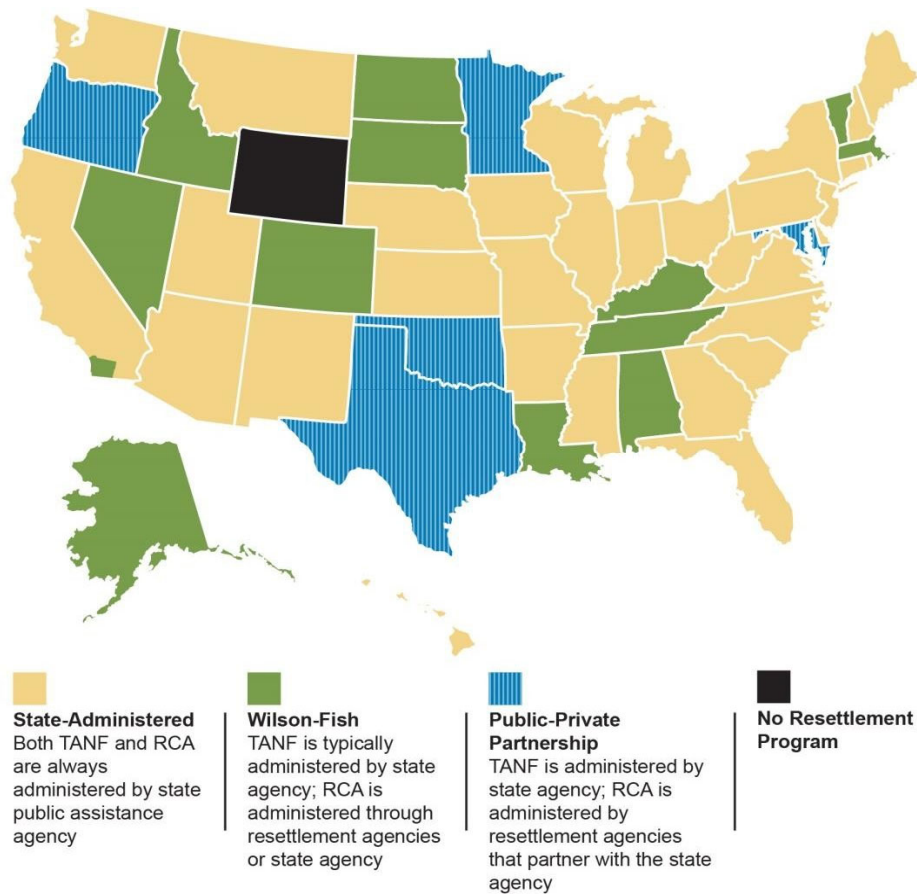 State-Administered
Both TANF and RCA
are always
administered by state
public assistance
agency
Wilson-Fish
TANF is typically
administered by state
agency; RCA is
administered through
resettlement agencies
or state agency
Public-Private
Partnership
TANF is administered by
state agency; RCA is
administered by
resettlement agencies
that partner with the state
agency
No Resettlement
Program